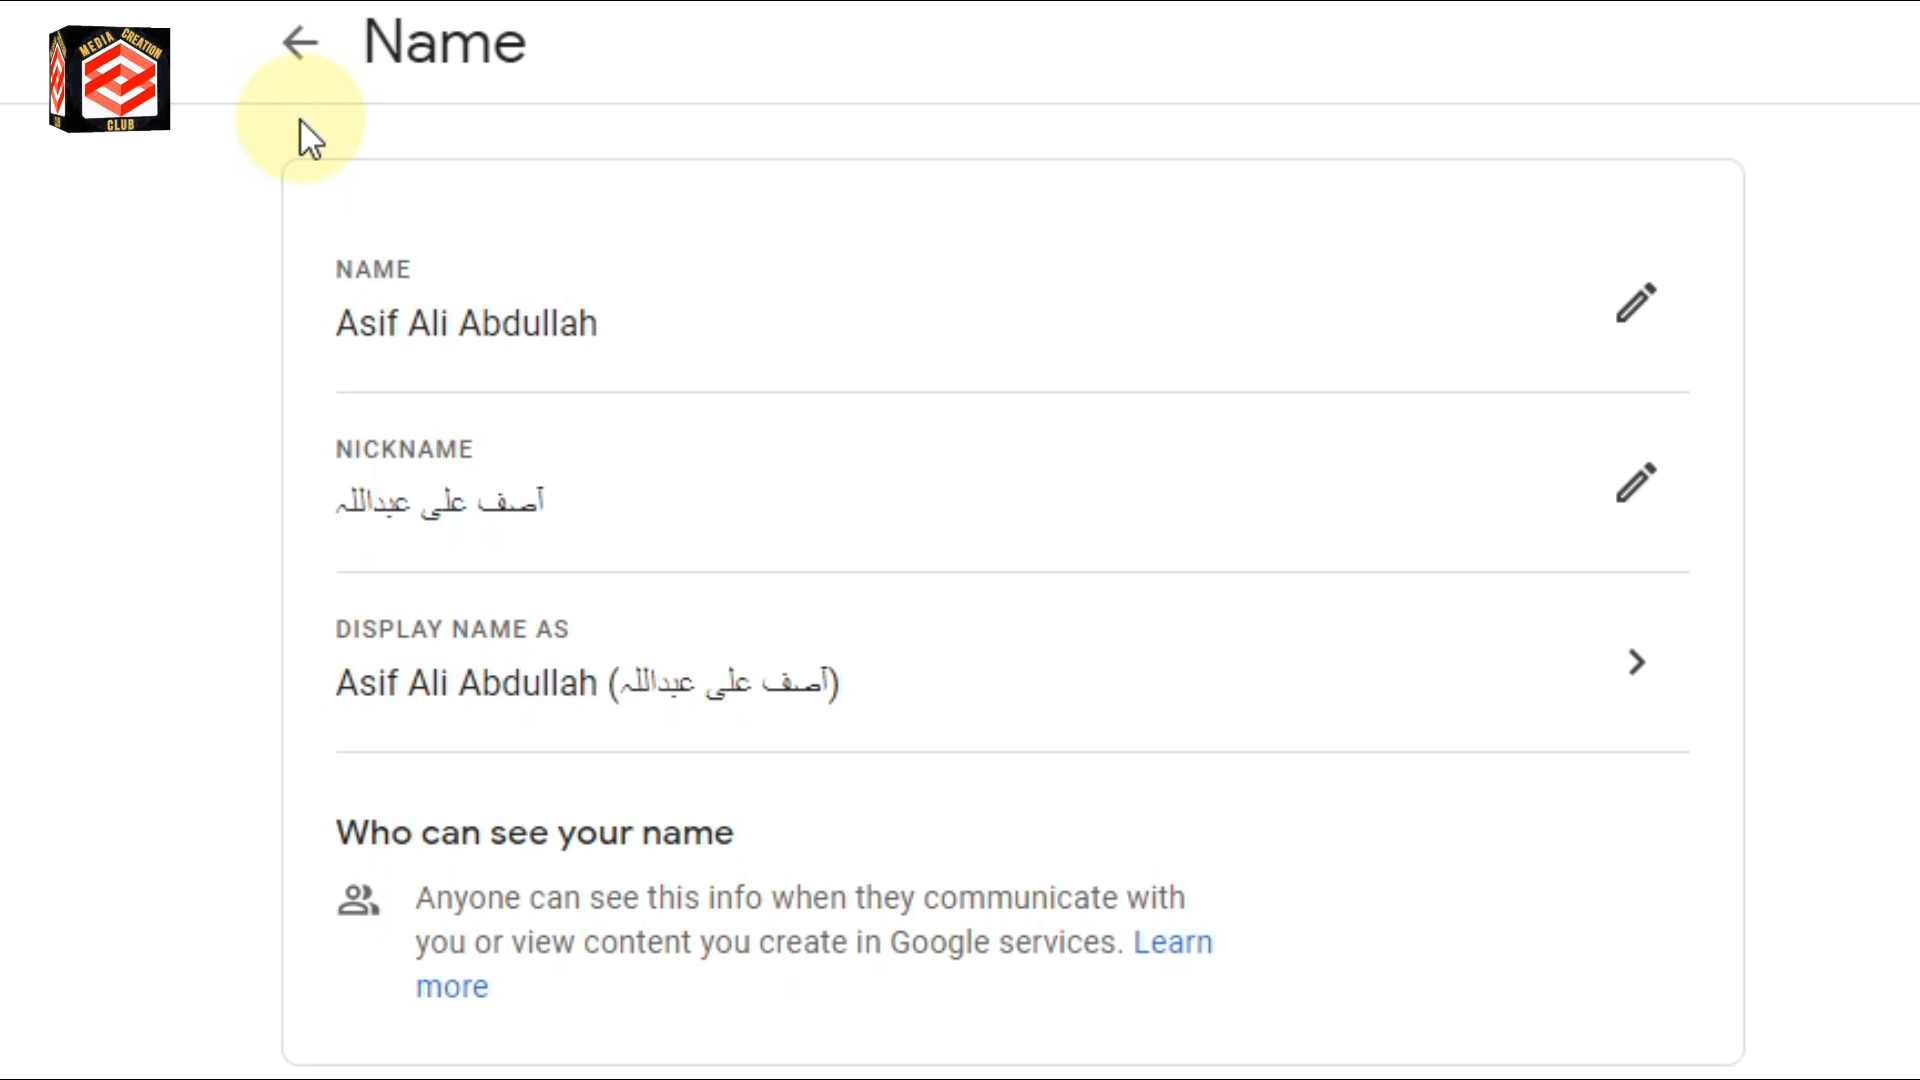 MEDIA CREATION
CLUB
Name
NAME
Asif Ali Abdullah
NICKNAME
آصف علی عبداللہ
DISPLAY NAME AS
Asif Ali Abdullah (آصف علی عبداللہ)
Who can see your name
Anyone can see this info when they communicate with
you or view content you create in Google services. Learn
more